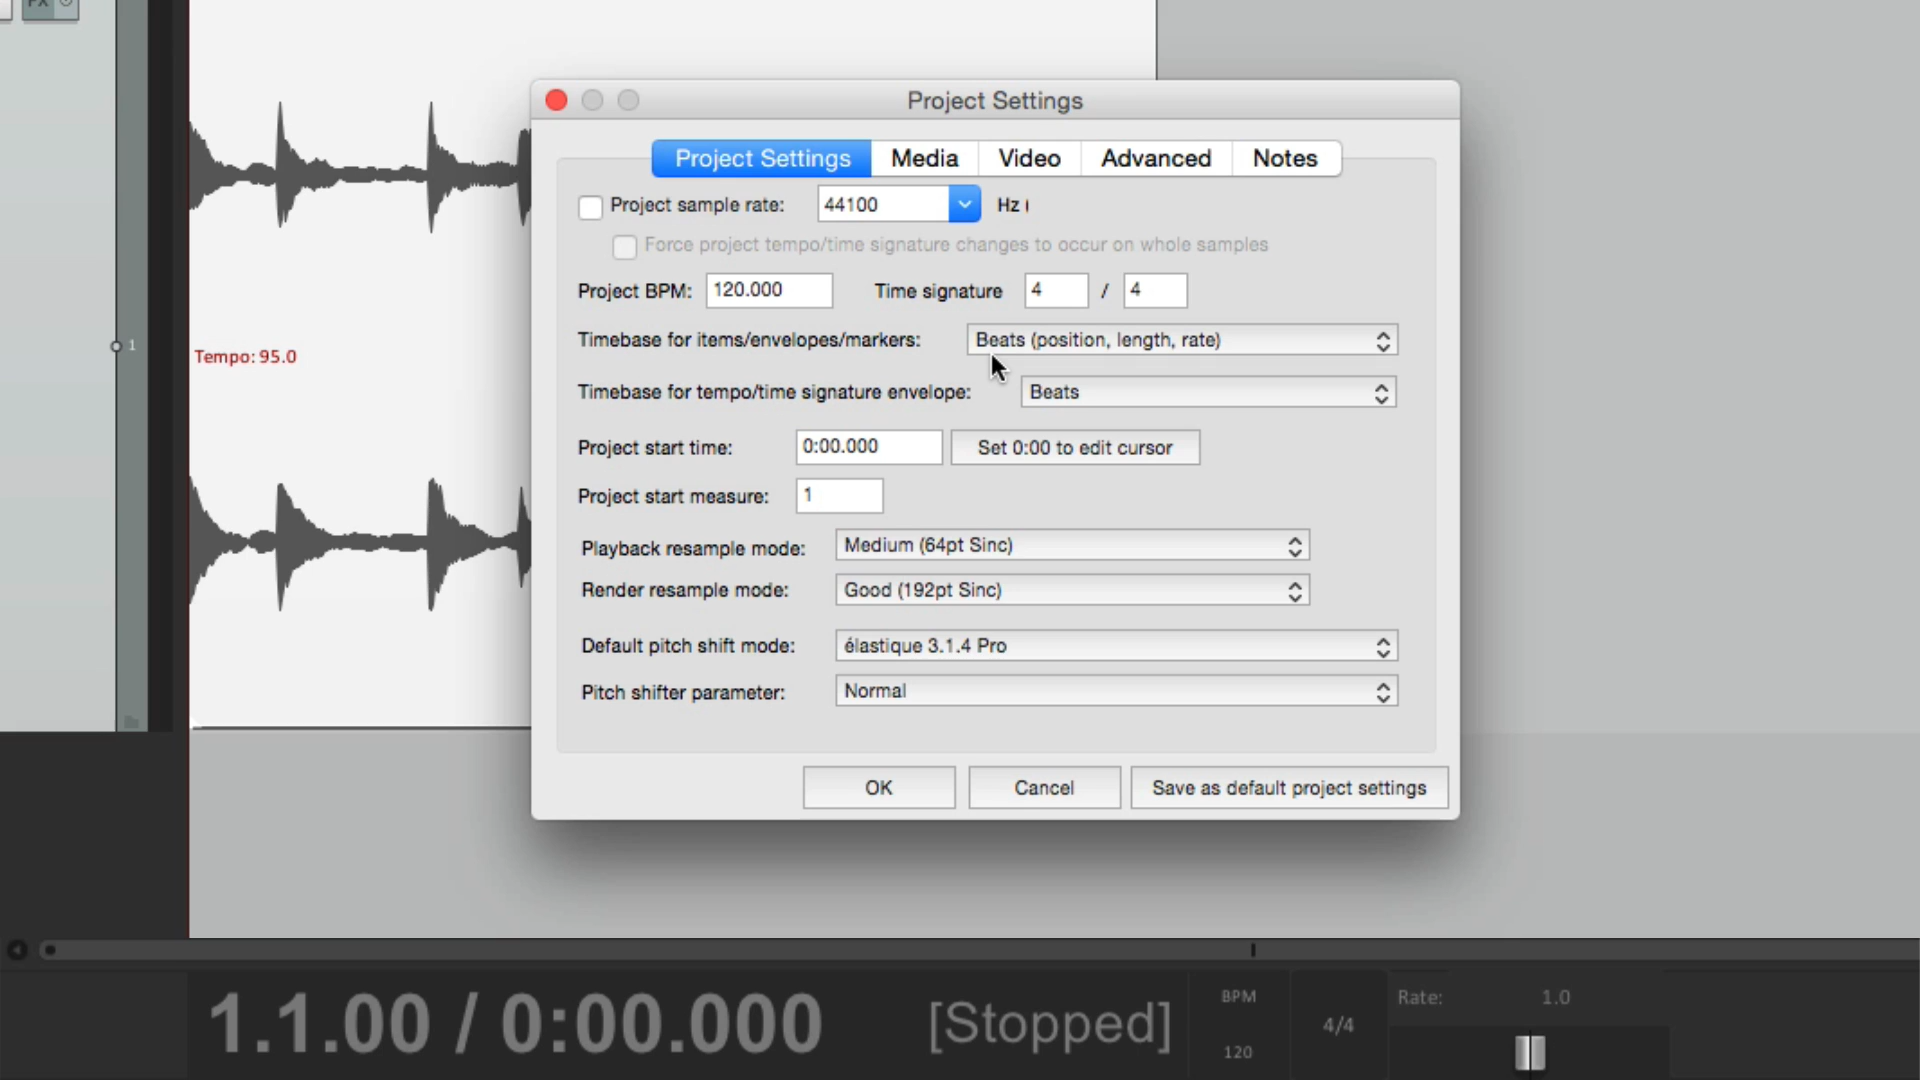 FX
Project Settings
Project Settings Media Video Advanced Notes
Project sample rate: 44100 Hz (
Force project tempo/time signature changes to occur on whole samples
Project BPM: 120.000 Time signature 4 / 4
Timebase for items/envelopes/markers: Beats (position, length, rate)
1
Tempo: 95.0
Timebase for tempo/time signature envelope: Beats
Project start time: 0:00.000 Set 0:00 to edit cursor
Project start measure: 1
Playback resample mode: Medium (64pt Sinc)
Render resample mode: Good (192pt Sinc)
Default pitch shift mode: élastique 3.1.4 Pro
Pitch shifter parameter: Normal
OK Cancel Save as default project settings
1.1.00 / 0:00.000 [Stopped]
BPM
120
4/4
Rate: 1.0